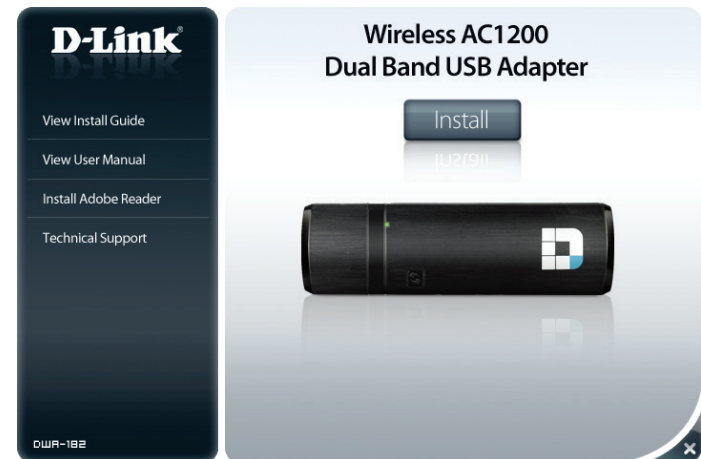 D-Link®
View Install Guide
View User Manual
Install Adobe Reader
Technical Support
DWA-182
Wireless AC1200
Dual Band USB Adapter
Install